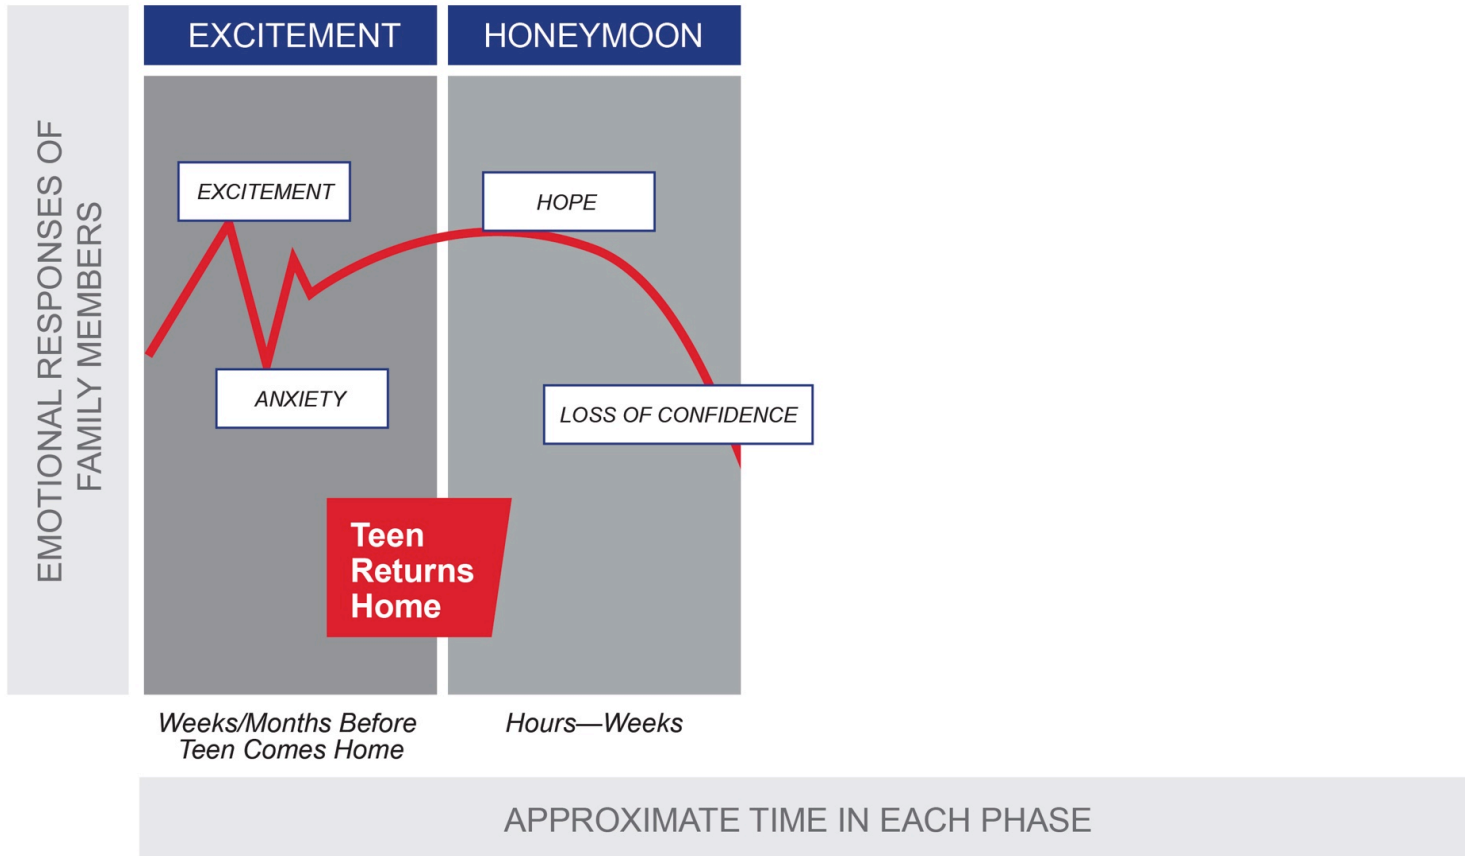 EXCITEMENT
HONEYMOON
EMOTIONAL RESPONSES OF
FAMILY MEMBERS
EXCITEMENT
HOPE
ANXIETY
LOSS OF CONFIDENCE
Teen
Returns
Home
Weeks/Months Before
Teen Comes Home
Hours—Weeks
APPROXIMATE TIME IN EACH PHASE